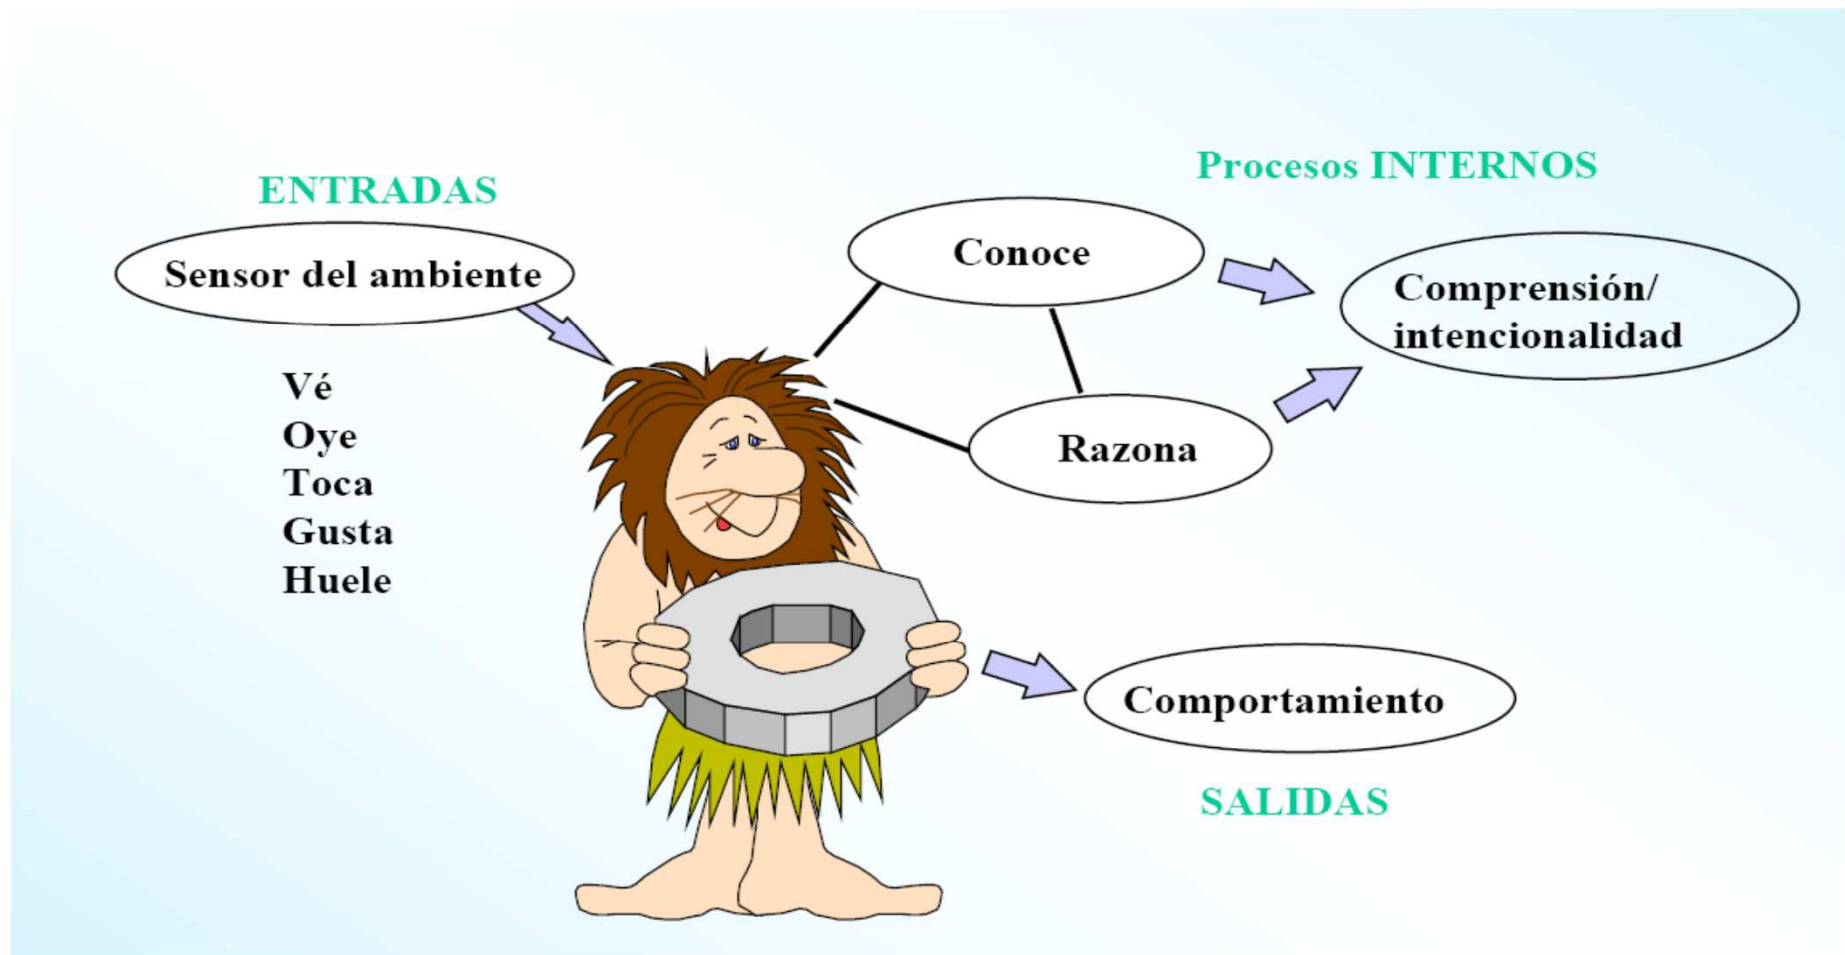 ENTRADAS
Sensor del ambiente
Vé
Oye
Toca
Gusta
Huele
Procesos INTERNOS
Conoce
Razona
Comprensión/
intencionalidad
Comportamiento
SALIDAS